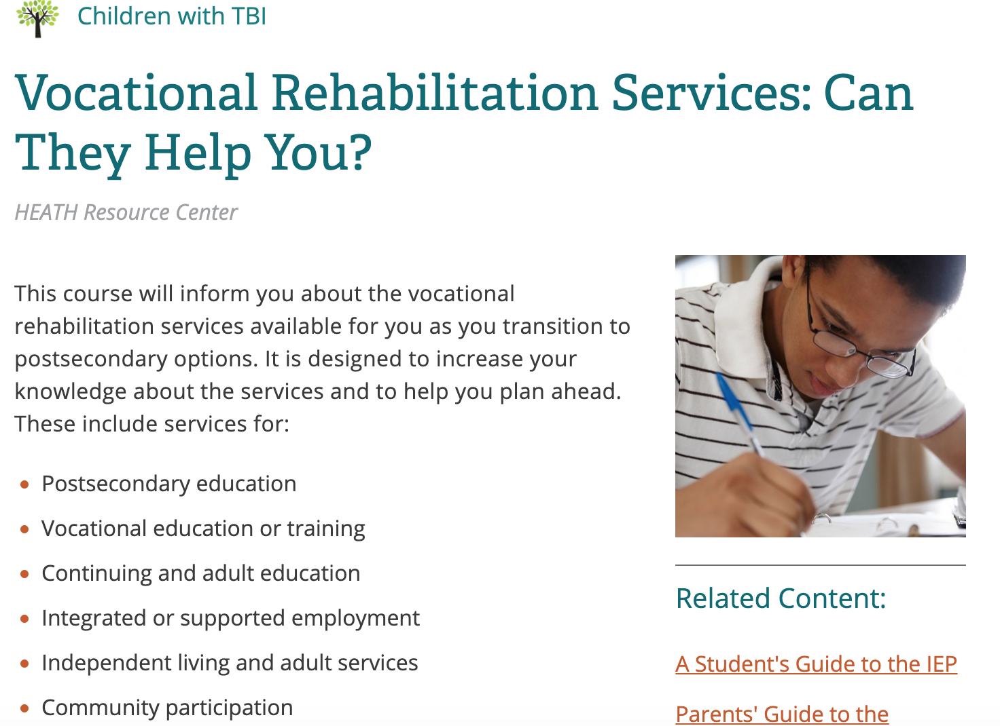 Children with TBI
Vocational Rehabilitation Services: Can
They Help You?
HEATH Resource Center
This course will inform you about the vocational
rehabilitation services available for you as you transition to
postsecondary options. It is designed to increase your
knowledge about the services and to help you plan ahead.
These include services for:
Postsecondary education
Vocational education or training
Continuing and adult education
Integrated or supported employment
Independent living and adult services
Community participation
Related Content:
A Student's Guide to the IEP
Parents' Guide to the